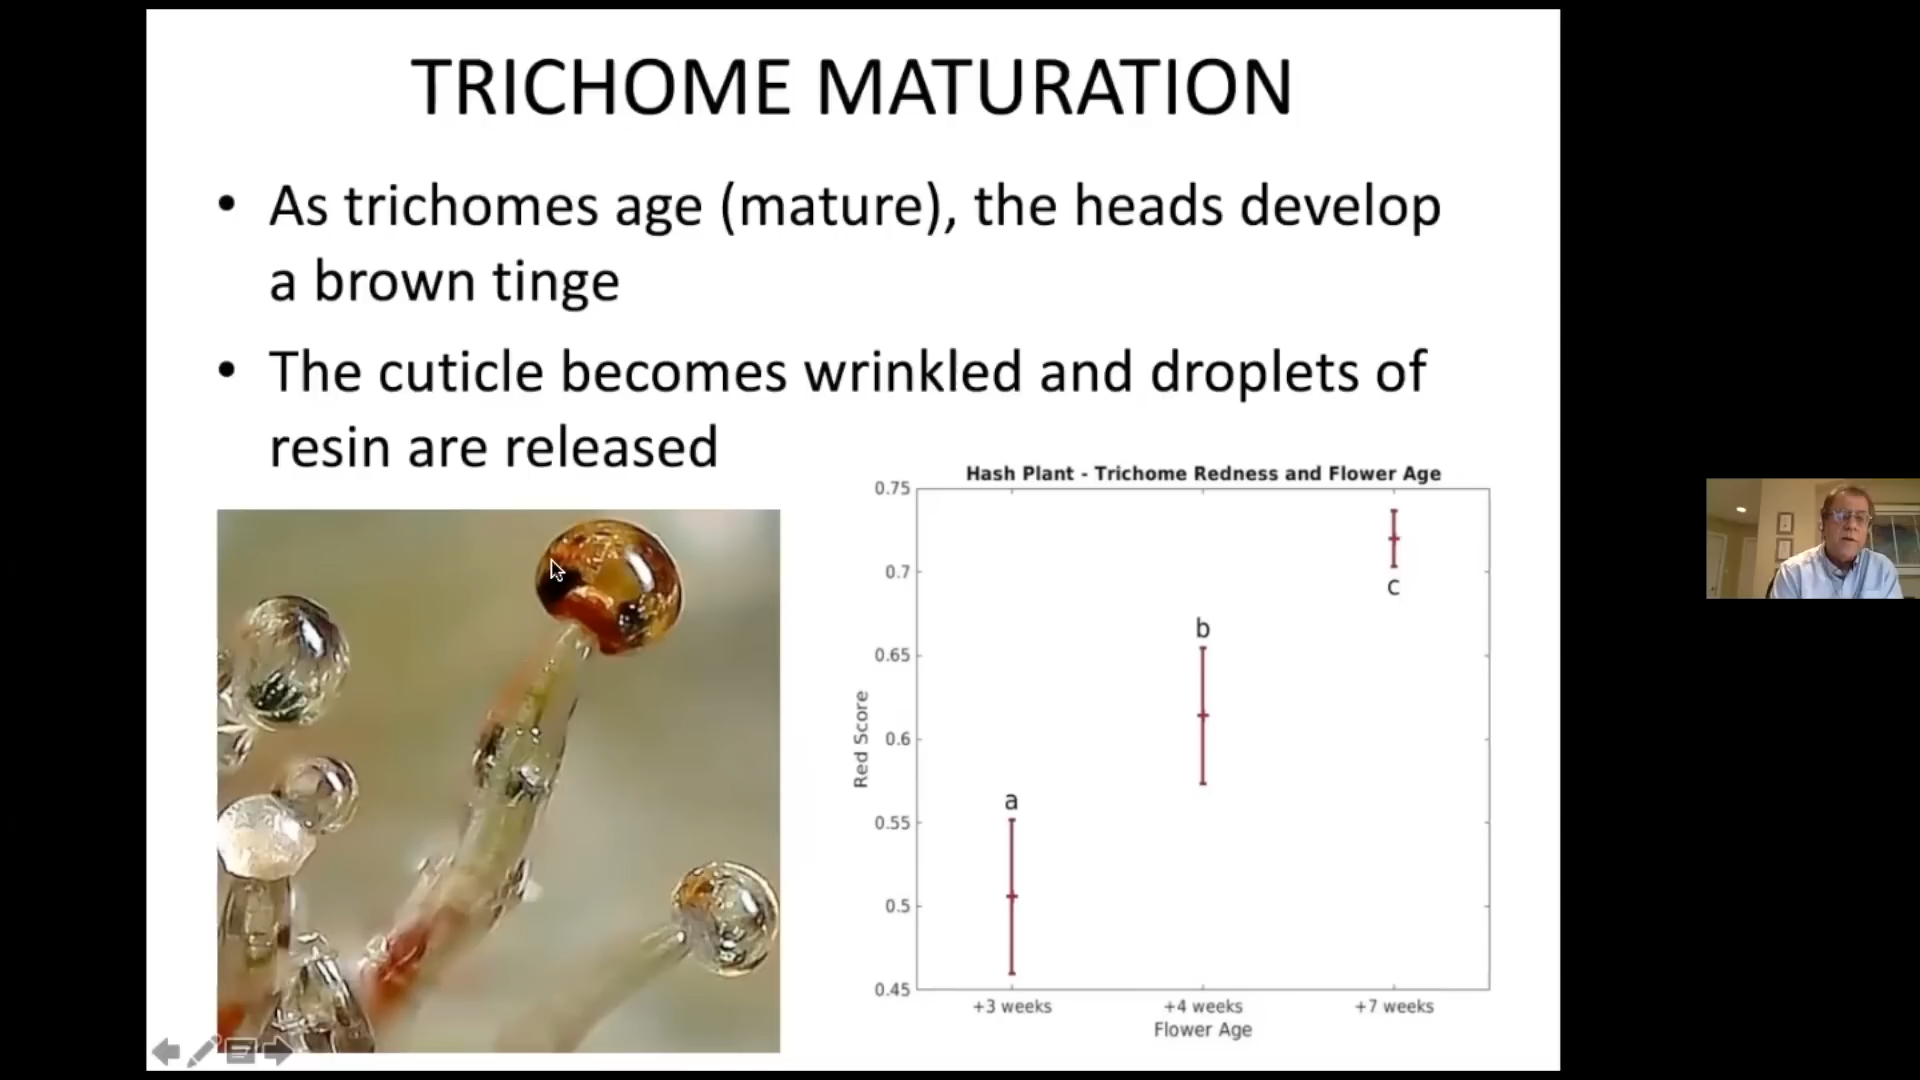 TRICHOME MATURATION
• As trichomes age (mature), the heads develop
a brown tinge
• The cuticle becomes wrinkled and droplets of
resin are released
Hash Plant - Trichome Redness and Flower Age
0.75
0.7
0.65
0.6
0.55
0.5
0.45
Red Score
a
b
c
+3 weeks +4 weeks +7 weeks
Flower Age